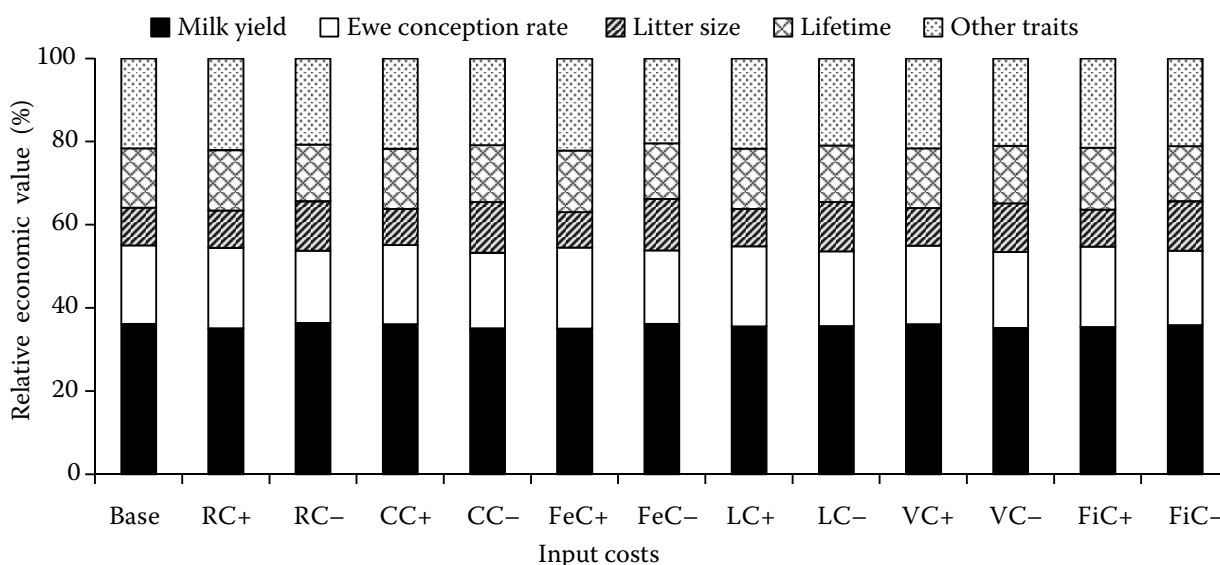 Milk yield Ewe conception rate Litter size Lifetime Other traits
100
80
60
40
20
0
Relative economic value (%)
Base RC+ RC– CC+ CC– FeC+ FeC– LC+ LC– VC+ VC– FiC+ FiC–
Input costs